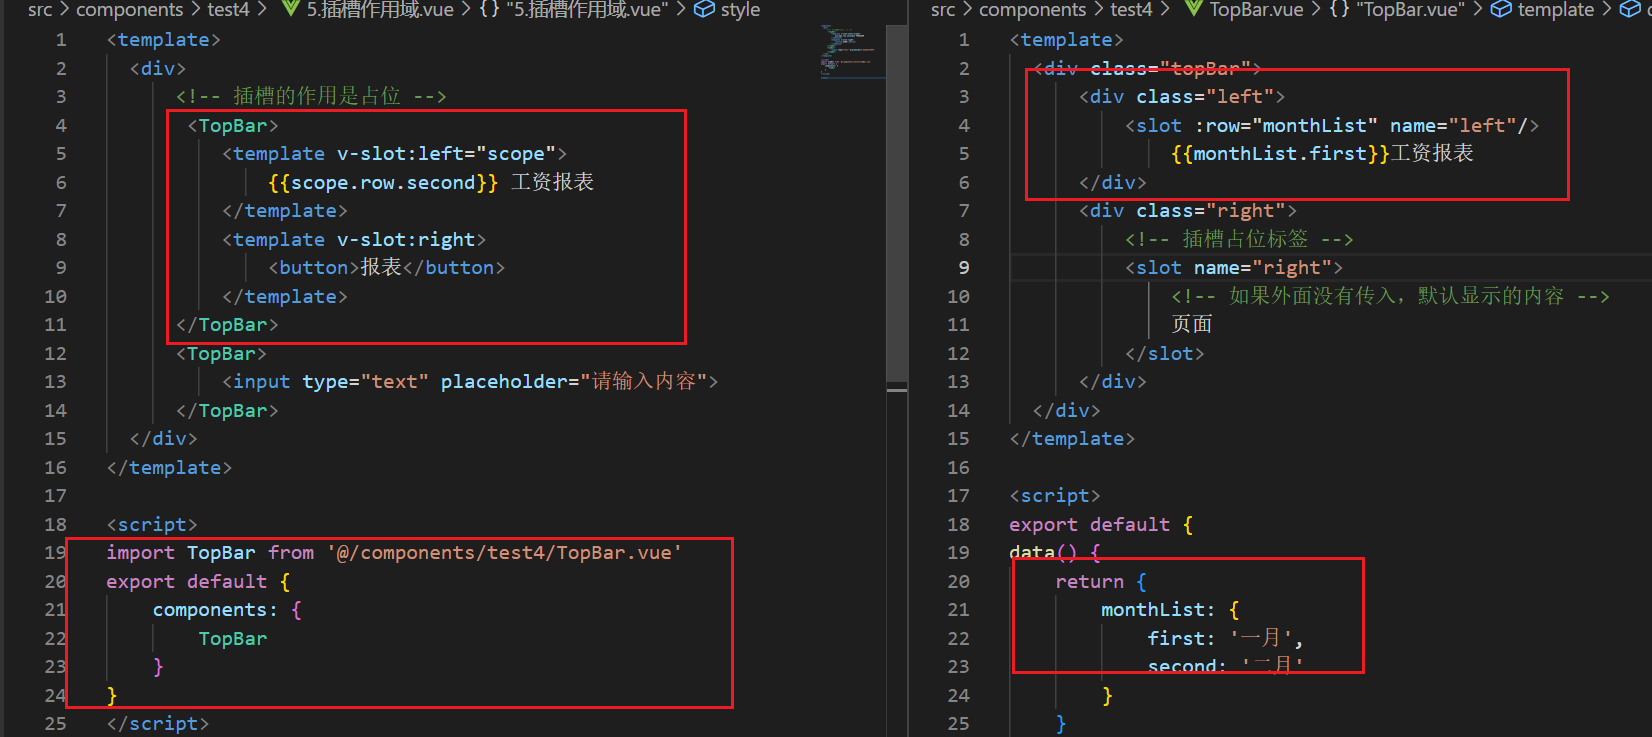 src > components > test4 > 5.插槽作用域.vue > {} "5.插槽作用域.vue" > style
1 <template>
2 <div>
3 <!-- 插槽的作用是占位 -->
4 <TopBar>
5 <template v-slot:left="scope">
6 {{scope.row.second}} 工资报表
7 </template>
8 <template v-slot:right>
9 <button>报表</button>
10 </template>
11 </TopBar>
12 <TopBar>
13 <input type="text" placeholder="请输入内容">
14 </TopBar>
15 </div>
16 </template>
17
18 <script>
19 import TopBar from '@/components/test4/TopBar.vue'
20 export default {
21 components: {
22 TopBar
23 }
24 }
25 </script>
src > components > test4 > TopBar.vue > {} "TopBar.vue" > template >
1 <template>
2 <div class="topBar">
3 <div class="left">
4 <slot :row="monthList" name="left"/>
5 {{monthList.first}}工资报表
6 </div>
7 <div class="right">
8 <!-- 插槽占位标签 -->
9 <slot name="right">
10 <!-- 如果外面没有传入，默认显示的内容 -->
11 页面
12 </slot>
13 </div>
14 </div>
15 </template>
16
17 <script>
18 export default {
19 data() {
20 return {
21 monthList: {
22 first: '一月',
23 second: '二月'
24 }
25 }